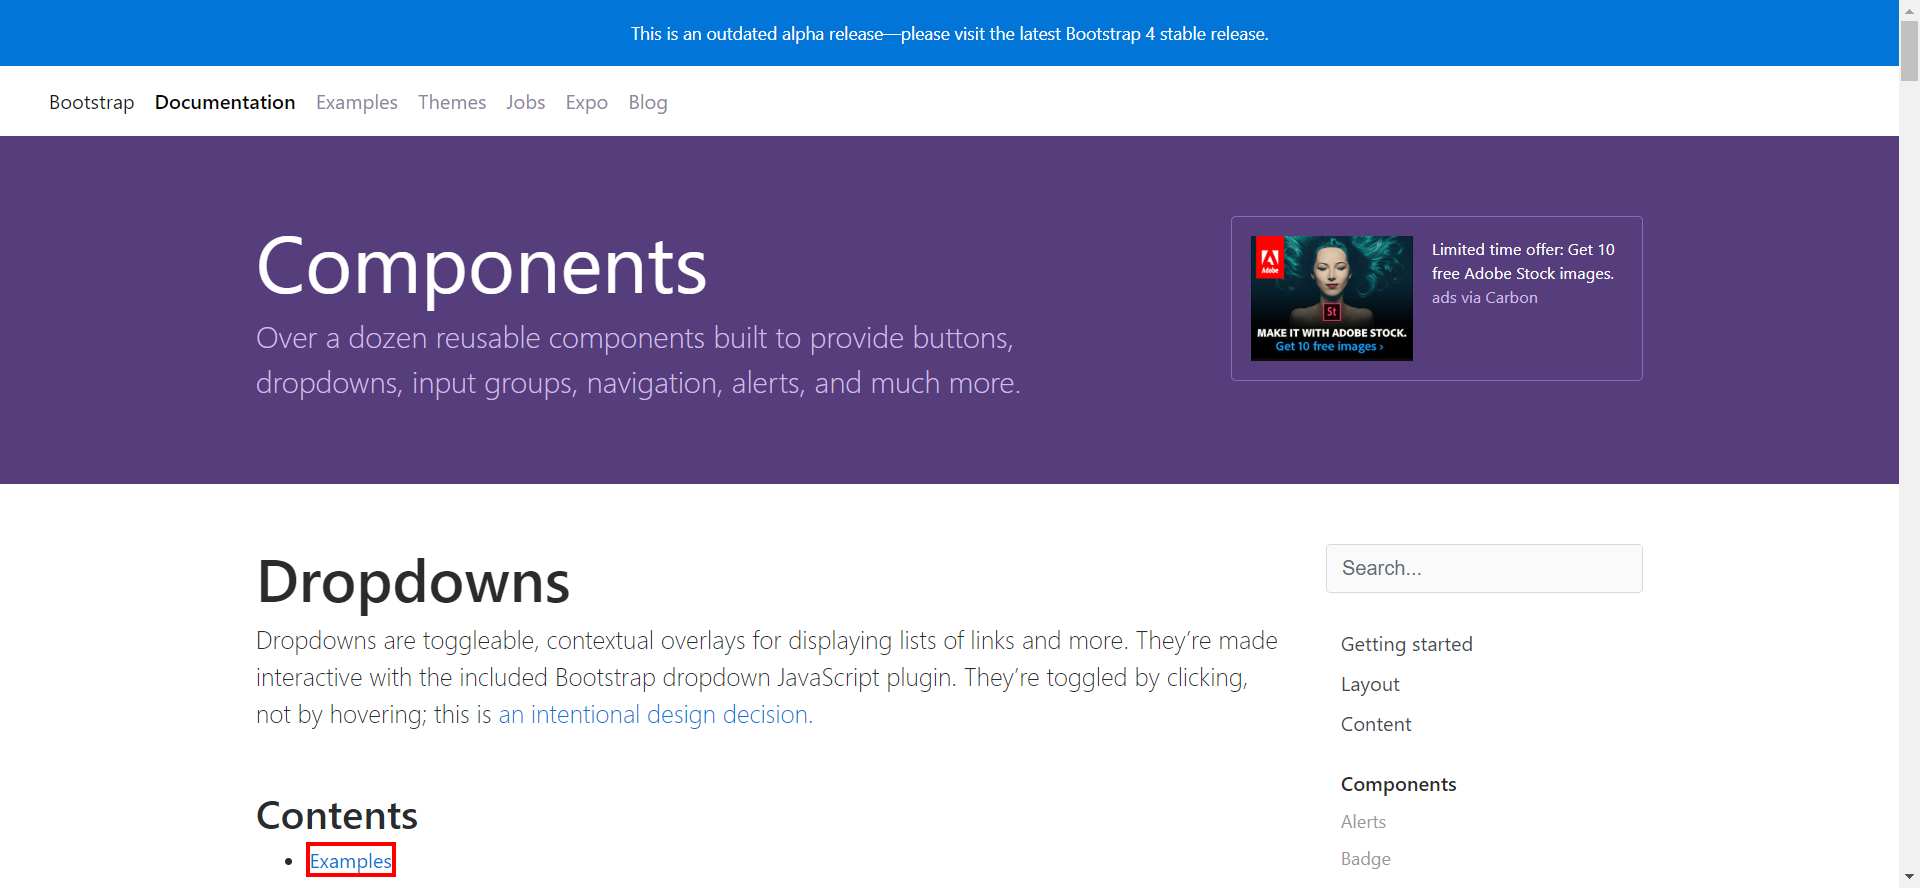 This is an outdated alpha release—please visit the latest Bootstrap 4 stable release.
Bootstrap Documentation Examples Themes Jobs Expo Blog
Components
Over a dozen reusable components built to provide buttons,
dropdowns, input groups, navigation, alerts, and much more.
Adobe
St
MAKE IT WITH ADOBE STOCK.
Get 10 free images ›
Limited time offer: Get 10
free Adobe Stock images.
ads via Carbon
Dropdowns
Dropdowns are toggleable, contextual overlays for displaying lists of links and more. They’re made
interactive with the included Bootstrap dropdown JavaScript plugin. They’re toggled by clicking,
not by hovering; this is an intentional design decision.
Contents
• Examples
Search...
Getting started
Layout
Content
Components
Alerts
Badge